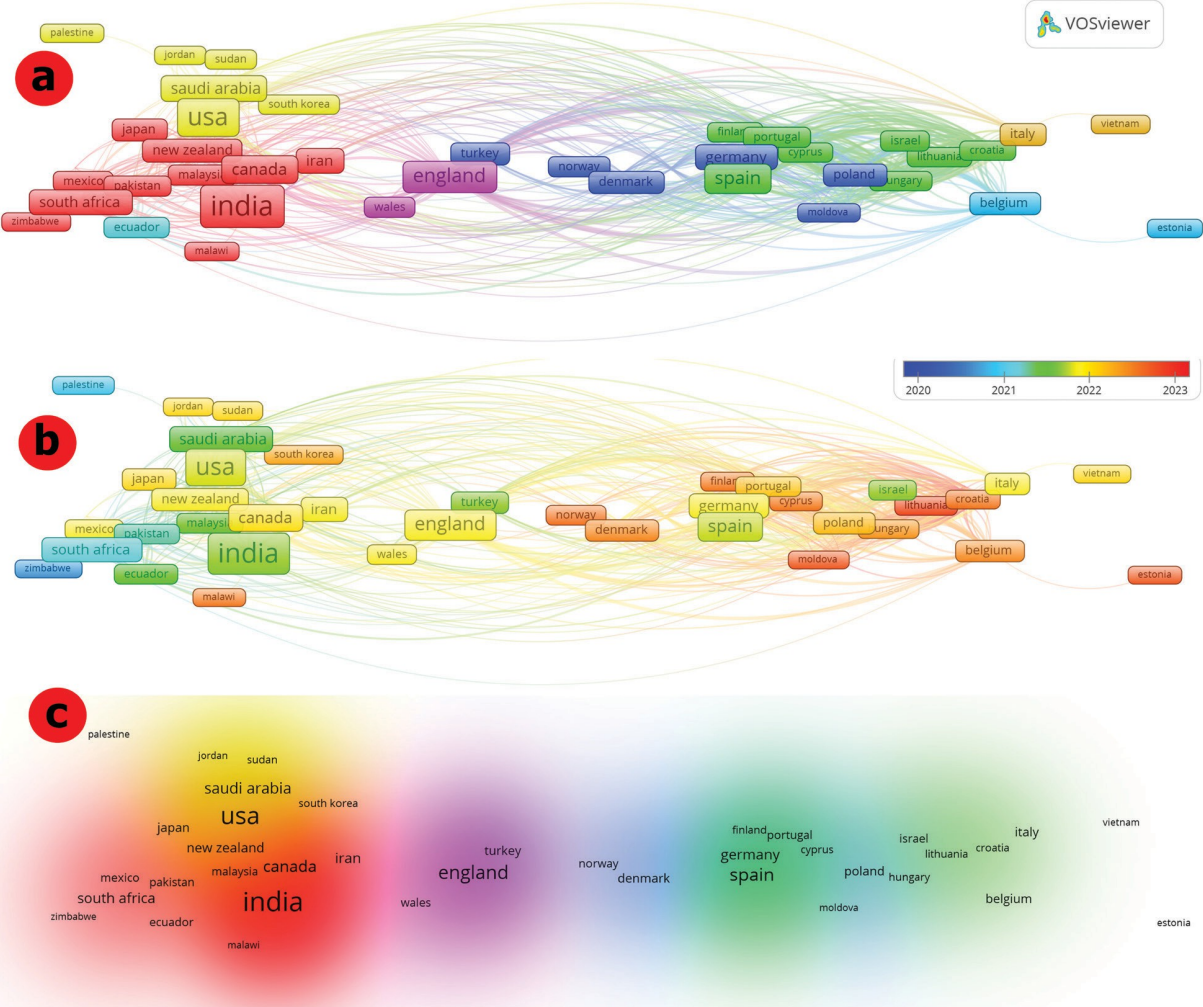 VOSviewer
a
palestine
jordan
sudan
saudi arabia
usa
south korea
japan
new zealand
canada
iran
malaysi
mexico
pakistan
south africa
india
zimbabwe
ecuador
malawi
turkey
england
wales
norway
denmark
finlan
portugal
germany
cyprus
spain
poland
moldova
israel
lithuania
croatia
ungary
italy
vietnam
belgium
estonia
b
2020 2021 2022 2023
palestine
jordan
sudan
saudi arabia
usa
south korea
japan
new zealand
canada
iran
malaysi
mexico
pakistan
south africa
india
zimbabwe
ecuador
malawi
turkey
england
wales
norway
denmark
finlan
portugal
germany
cyprus
spain
poland
moldova
israel
lithuania
croatia
ungary
italy
vietnam
belgium
estonia
c
palestine
jordan
sudan
saudi arabia
usa
south korea
japan
new zealand
canada
iran
malaysia
mexico
pakistan
south africa
india
zimbabwe
ecuador
malawi
turkey
england
wales
norway
denmark
finland
portugal
germany
cyprus
spain
poland
moldova
israel
lithuania
croatia
hungary
italy
vietnam
belgium
estonia